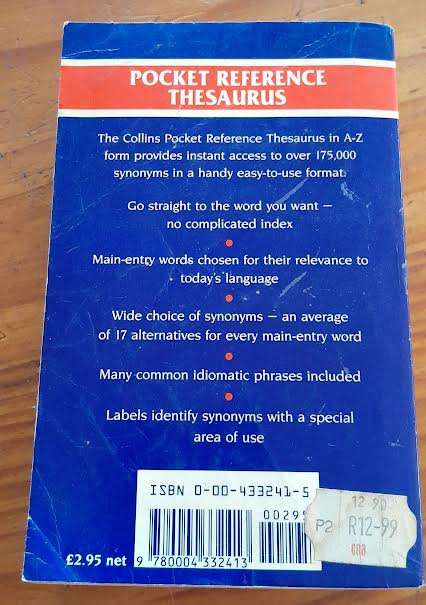 POCKET REFERENCE
THESAURUS
The Collins Pocket Reference Thesaurus in A-Z
form provides instant access to over 175,000
synonyms in a handy easy-to-use format.
Go straight to the word you want —
no complicated index
Main-entry words chosen for their relevance to
today's language
Wide choice of synonyms — an average
of 17 alternatives for every main-entry word
Many common idiomatic phrases included
Labels identify synonyms with a special
area of use
ISBN 0-00-433241-5
0029
£2.95 net
9 780004 332413
12 90
P2 R12-99